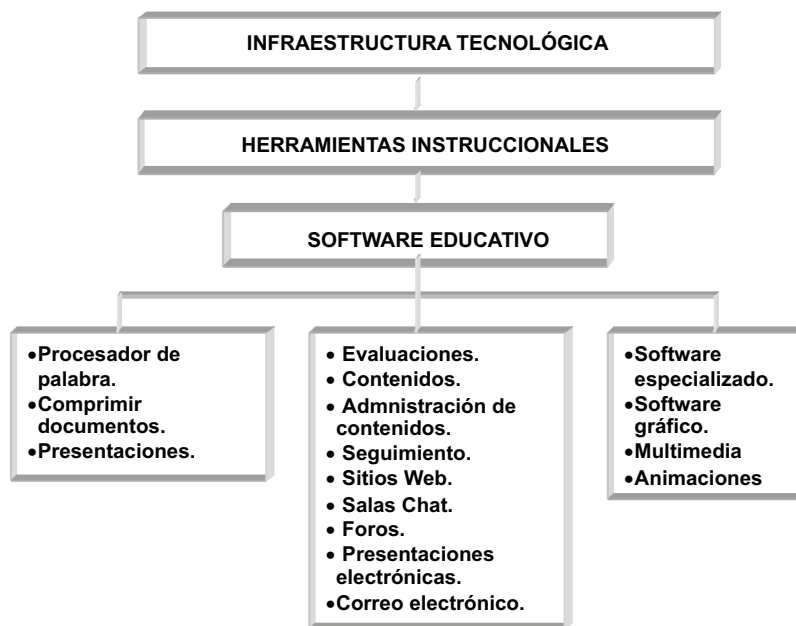 INFRAESTRUCTURA TECNOLÓGICA
HERRAMIENTAS INSTRUCCIONALES
SOFTWARE EDUCATIVO
•Procesador de
palabra.
•Comprimir
documentos.
•Presentaciones.
• Evaluaciones.
• Contenidos.
• Admnistración de
contenidos.
• Seguimiento.
• Sitios Web.
• Salas Chat.
• Foros.
• Presentaciones
electrónicas.
•Correo electrónico.
•Software
especializado.
•Software
gráfico.
•Multimedia
•Animaciones